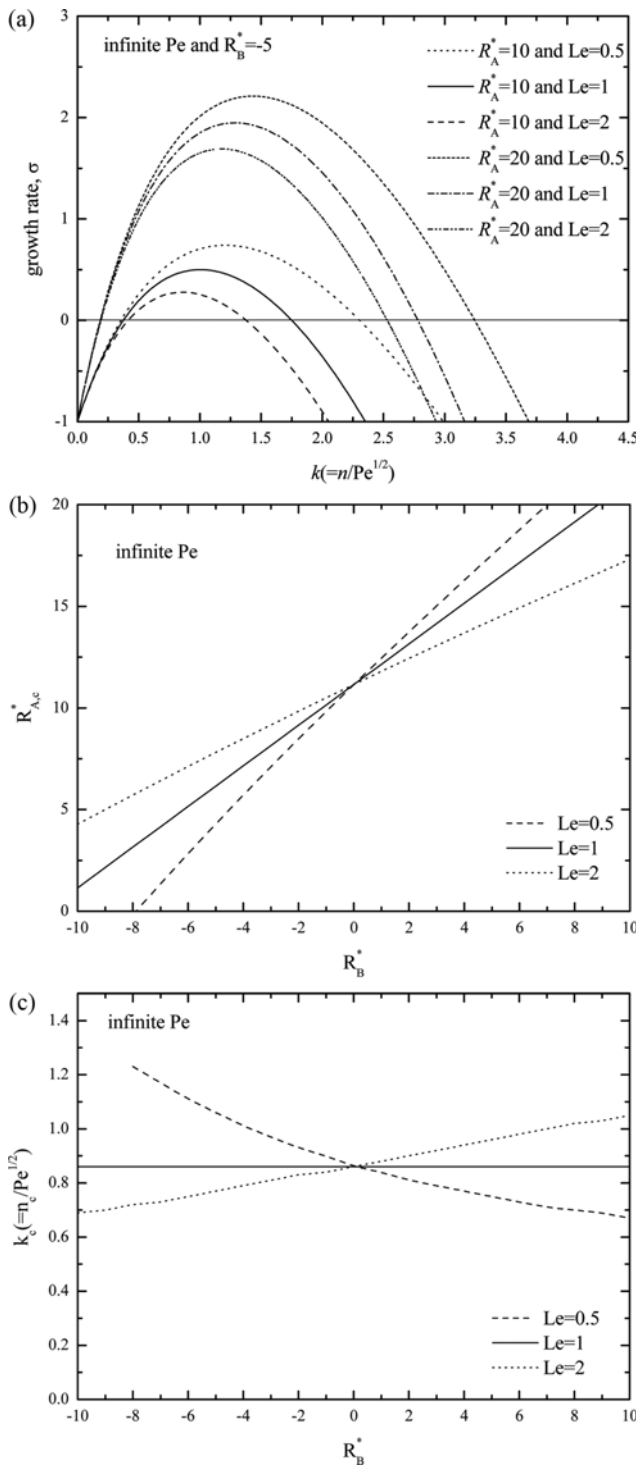 (a)
infinite Pe and R*B=-5
R*A=10 and Le=0.5
R*A=10 and Le=1
R*A=10 and Le=2
R*A=20 and Le=0.5
R*A=20 and Le=1
R*A=20 and Le=2
growth rate, σ
3
2
1
0
-1
0.0 0.5 1.0 1.5 2.0 2.5 3.0 3.5 4.0 4.5
k(=n/Pe1/2)
(b)
infinite Pe
R*A,c
20
15
10
5
0
Le=0.5
Le=1
Le=2
-10 -8 -6 -4 -2 0 2 4 6 8 10
R*B
(c)
infinite Pe
kc(=nc/Pe1/2)
1.4
1.2
1.0
0.8
0.6
0.4
0.2
0.0
Le=0.5
Le=1
Le=2
-10 -8 -6 -4 -2 0 2 4 6 8 10
R*B